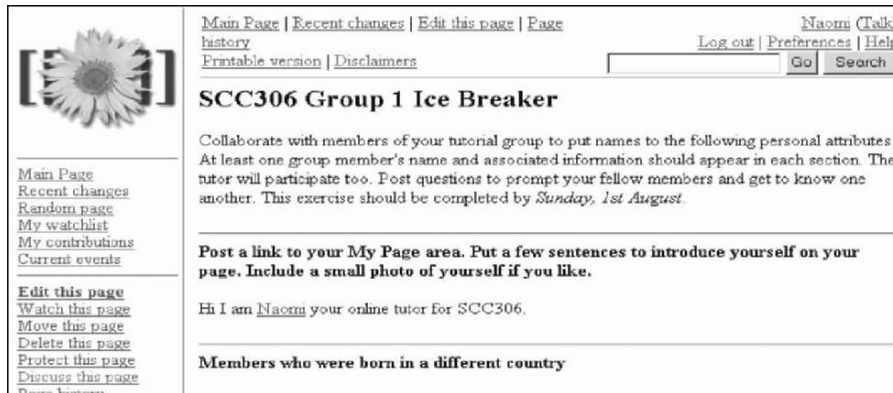 Main Page | Recent changes | Edit this page | Page
history
Printable version | Disclaimers
Naomi (Talk
Log out | Preferences | Help
Go Search
[[ ]]
SCC306 Group 1 Ice Breaker
Collaborate with members of your tutorial group to put names to the following personal attributes.
At least one group member's name and associated information should appear in each section. The
tutor will participate too. Post questions to prompt your fellow members and get to know one
another. This exercise should be completed by Sunday, 1st August.
Post a link to your My Page area. Put a few sentences to introduce yourself on your
page. Include a small photo of yourself if you like.
Hi I am Naomi your online tutor for SCC306.
Members who were born in a different country
Main Page
Recent changes
Random page
My watchlist
My contributions
Current events
Edit this page
Watch this page
Move this page
Delete this page
Protect this page
Discuss this page
Page history